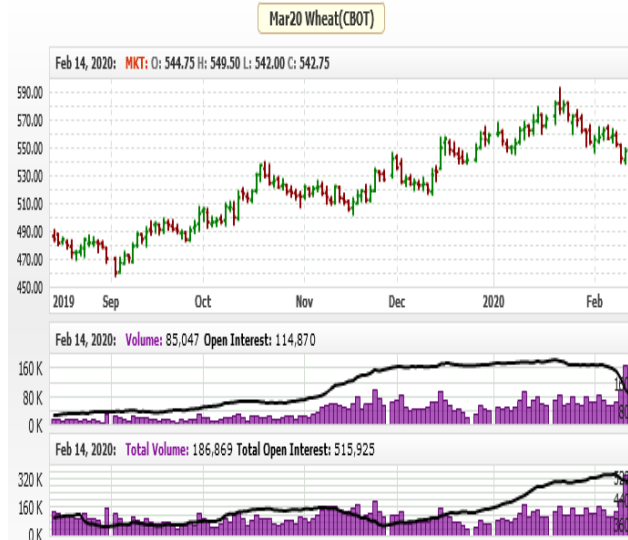 Mar20 Wheat(CBOT)
Feb 14, 2020: MKT: O: 544.75 H: 549.50 L: 542.00 C: 542.75
590.00
570.00
550.00
530.00
510.00
490.00
470.00
450.00
2019 Sep Oct Nov Dec 2020 Feb
Feb 14, 2020: Volume: 85,047 Open Interest: 114,870
160 K
80 K
0 K
Feb 14, 2020: Total Volume: 186,869 Total Open Interest: 515,925
320 K
160 K
0 K